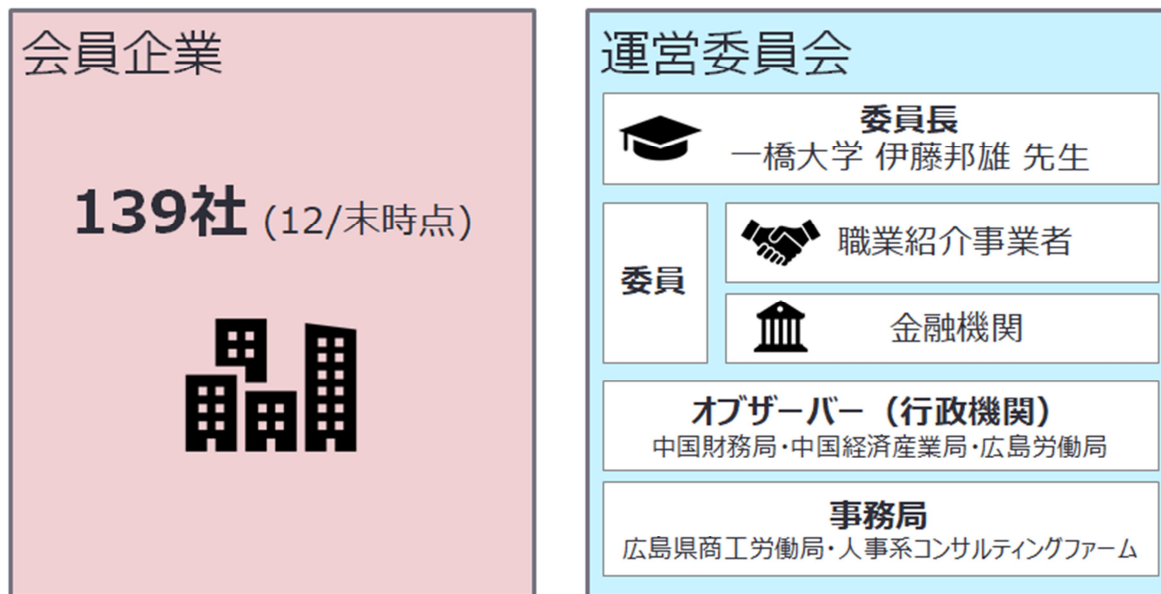 会員企業
139社 (12/末時点)
運営委員会
委員長
一橋大学 伊藤邦雄 先生
委員
職業紹介事業者
金融機関
オブザーバー（行政機関）
中国財務局・中国経済産業局・広島労働局
事務局
広島県商工労働局・人事系コンサルティングファーム